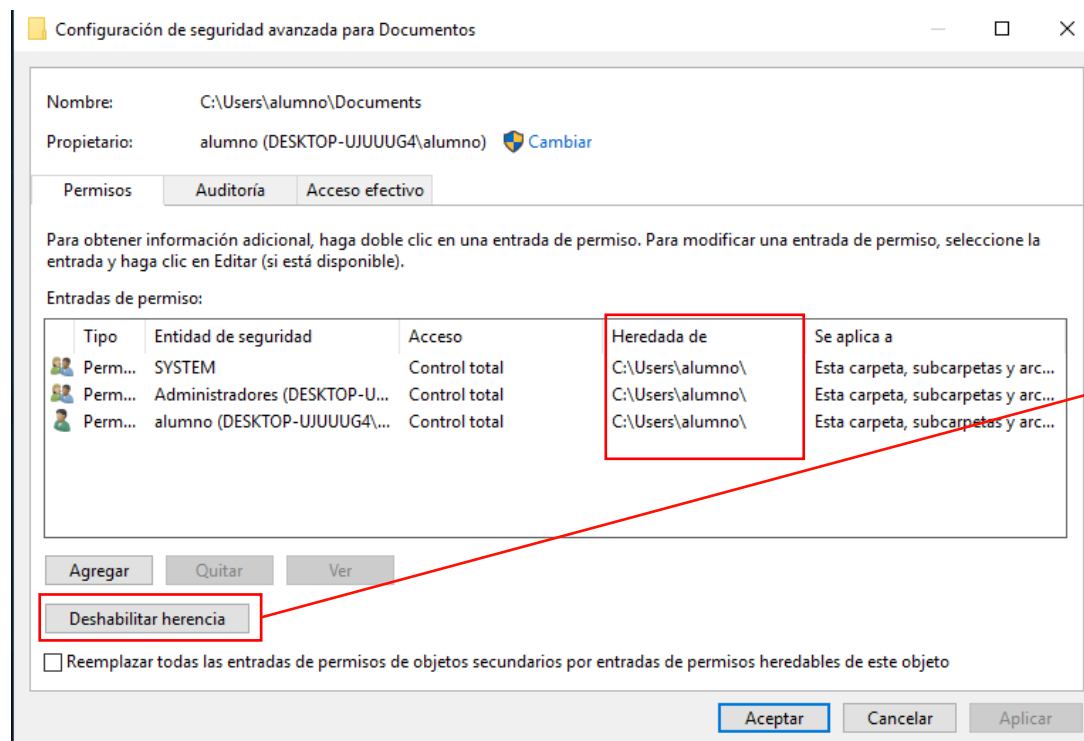 Configuración de seguridad avanzada para Documentos
Nombre: C:\Users\alumno\Documents
Propietario: alumno (DESKTOP-UJUUUG4\alumno) Cambiar
Permisos Auditoría Acceso efectivo
Para obtener información adicional, haga doble clic en una entrada de permiso. Para modificar una entrada de permiso, seleccione la
entrada y haga clic en Editar (si está disponible).
Entradas de permiso:
Tipo Entidad de seguridad Acceso Heredada de Se aplica a
Perm... SYSTEM Control total C:\Users\alumno\ Esta carpeta, subcarpetas y arc...
Perm... Administradores (DESKTOP-U... Control total C:\Users\alumno\ Esta carpeta, subcarpetas y arc...
Perm... alumno (DESKTOP-UJUUUG4\... Control total C:\Users\alumno\ Esta carpeta, subcarpetas y arc...
Agregar Quitar Ver
Deshabilitar herencia
Reemplazar todas las entradas de permisos de objetos secundarios por entradas de permisos heredables de este objeto
Aceptar Cancelar Aplicar